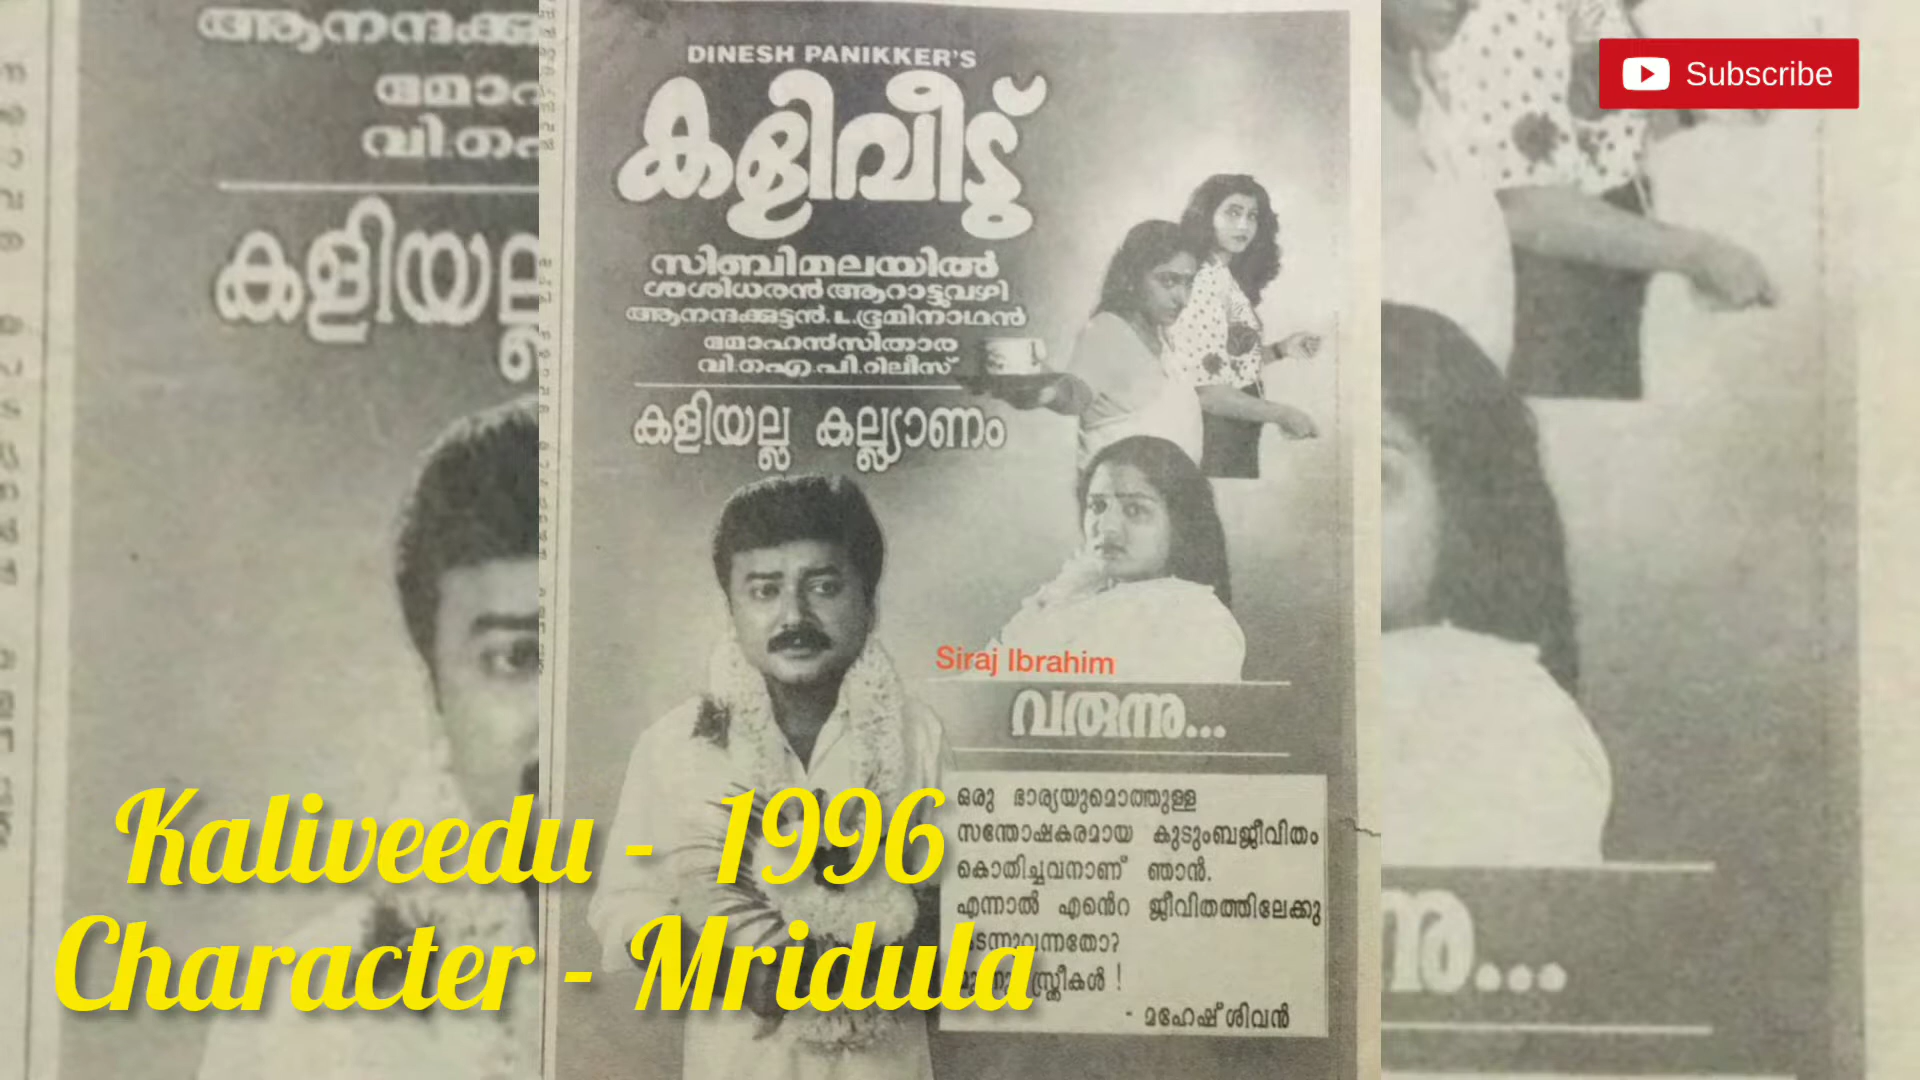 Subscribe
DINESH PANIKKER'S
കളിവീട്
സിബിമലയിൽ
ശശിധരൻ ആറാട്ടുവഴി
ആനന്ദക്കുട്ടൻ. L. ഭൂമിനാഥൻ
മോഹൻസിതാര
വി.ഐ.പി.റിലീസ്
കളിയല്ല കല്ല്യാണം
Siraj Ibrahim
വരുന്നു...
ഒരു ഭാര്യയുമൊത്തുള്ള
സന്തോഷകരമായ കുടുംബജീവിതം
കൊതിച്ചവനാണ് ഞാൻ.
എന്നാൽ എന്റെ ജീവിതത്തിലേക്കു
സ്ത്രീകൾ !
- മഹേഷ് ശിവൻ
Kaliveedu - 1996
Character - Mridula